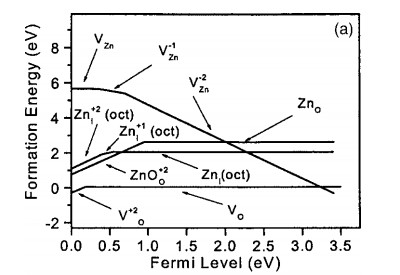 (a)
Formation Energy (eV)
8
6
4
2
0
-2
V_Zn
V_Zn^-1
V_Zn^-2
Zn_O
Zn_i^+2 (oct)
Zn_i^+1 (oct)
ZnO_O^+2
Zn_i(oct)
V_O^+2
V_O
0.0 0.5 1.0 1.5 2.0 2.5 3.0 3.5
Fermi Level (eV)